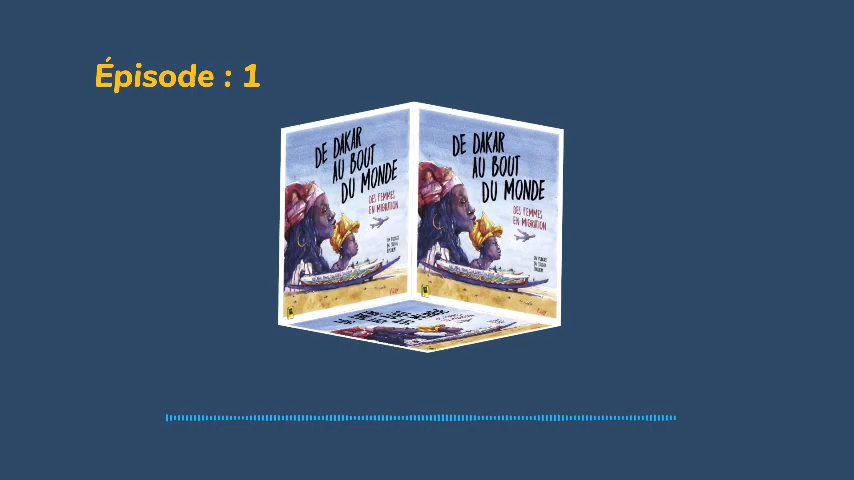 Épisode : 1
DE DAKAR
AU BOUT
DU MONDE
DES FEMMES
EN MIGRATION
DE DAKAR
AU BOUT
DU MONDE
DES FEMMES
EN MIGRATION